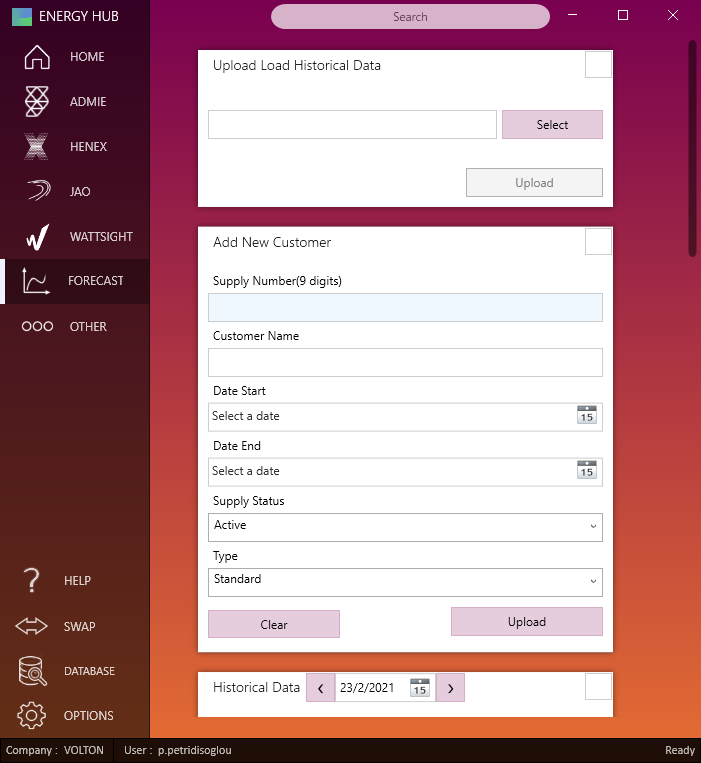 ENERGY HUB
Search
HOME
ADMIE
HENEX
JAO
WATTSIGHT
FORECAST
OTHER
HELP
SWAP
DATABASE
OPTIONS
Upload Load Historical Data
Select
Upload
Add New Customer
Supply Number(9 digits)
Customer Name
Date Start
Select a date 15
Date End
Select a date 15
Supply Status
Active
Type
Standard
Clear Upload
Historical Data 23/2/2021 15
Company : VOLTON User : p.petridisoglou Ready